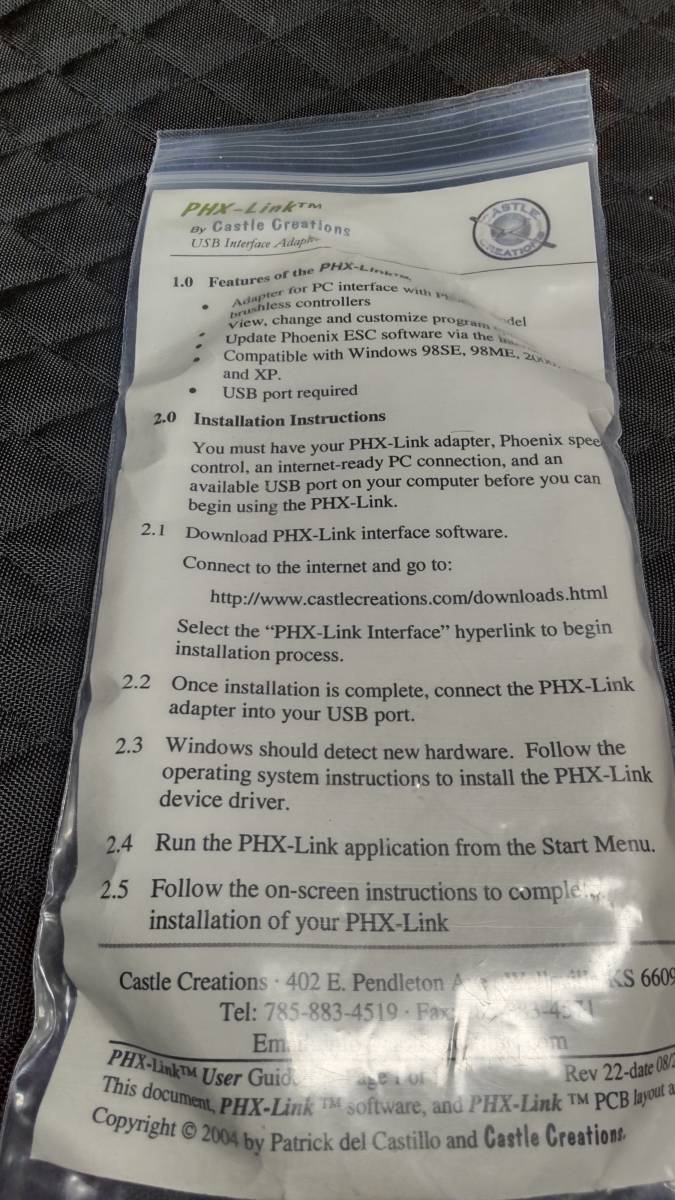 PHX-Link™
By Castle Creations
USB Interface
CASTLE
CREATIONS
1.0 Features of the PHX-Link™
• Adapter for PC interface with
brushless controllers
• View, change and customize program
• Update Phoenix ESC software via the
• Compatible with Windows 98SE, 98ME,
and XP.
• USB port required
2.0 Installation Instructions
You must have your PHX-Link adapter, Phoenix
control, an internet-ready PC connection, and an
available USB port on your computer before you can
begin using the PHX-Link.
2.1 Download PHX-Link interface software.
Connect to the internet and go to:
http://www.castlecreations.com/downloads.html
Select the “PHX-Link Interface” hyperlink to begin
installation process.
2.2 Once installation is complete, connect the PHX-Link
adapter into your USB port.
2.3 Windows should detect new hardware. Follow the
operating system instructions to install the PHX-Link
device driver.
2.4 Run the PHX-Link application from the Start Menu.
2.5 Follow the on-screen instructions to
installation of your PHX-Link
Castle Creations · 402 E. Pendleton KS
Tel: 785-883-4519 · Fax:
PHX-Link™ User
Rev 22-date
This document, PHX-Link ™ software, and PHX-Link ™ PCB layout
Copyright © 2004 by Patrick del Castillo and Castle Creations.